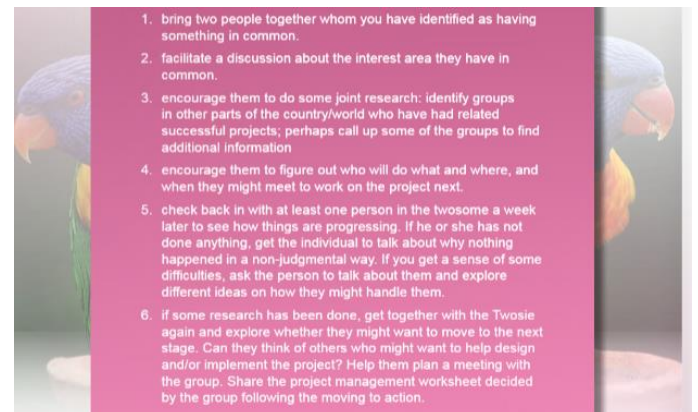 1. bring two people together whom you have identified as having
something in common.
2. facilitate a discussion about the interest area they have in
common.
3. encourage them to do some joint research: identify groups
in other parts of the country/world who have had related
successful projects; perhaps call up some of the groups to find
additional information
4. encourage them to figure out who will do what and where, and
when they might meet to work on the project next.
5. check back in with at least one person in the twosome a week
later to see how things are progressing. If he or she has not
done anything, get the individual to talk about why nothing
happened in a non-judgmental way. If you get a sense of some
difficulties, ask the person to talk about them and explore
different ideas on how they might handle them.
6. if some research has been done, get together with the Twosie
again and explore whether they might want to move to the next
stage. Can they think of others who might want to help design
and/or implement the project? Help them plan a meeting with
the group. Share the project management worksheet decided
by the group following the moving to action.